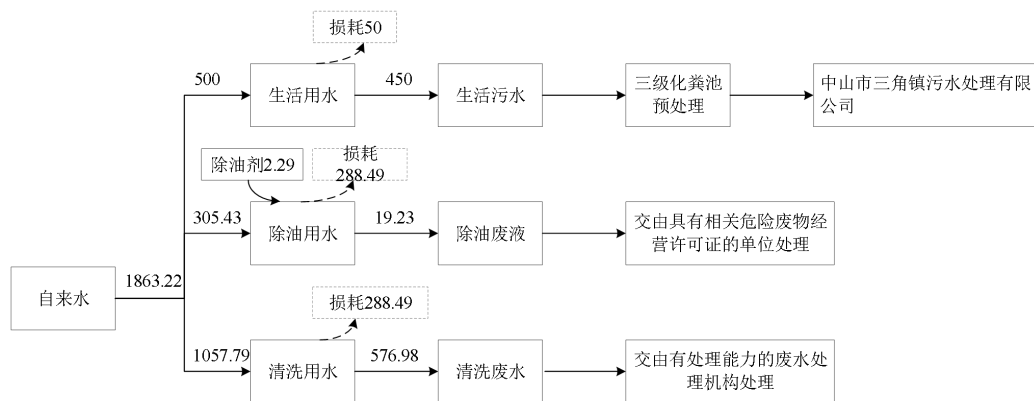 损耗50
500
生活用水
450
生活污水
三级化粪池
预处理
中山市三角镇污水处理有限
公司
除油剂2.29
损耗
288.49
305.43
除油用水
19.23
除油废液
交由具有相关危险废物经
营许可证的单位处理
自来水
1863.22
损耗288.49
1057.79
清洗用水
576.98
清洗废水
交由有处理能力的废水处
理机构处理